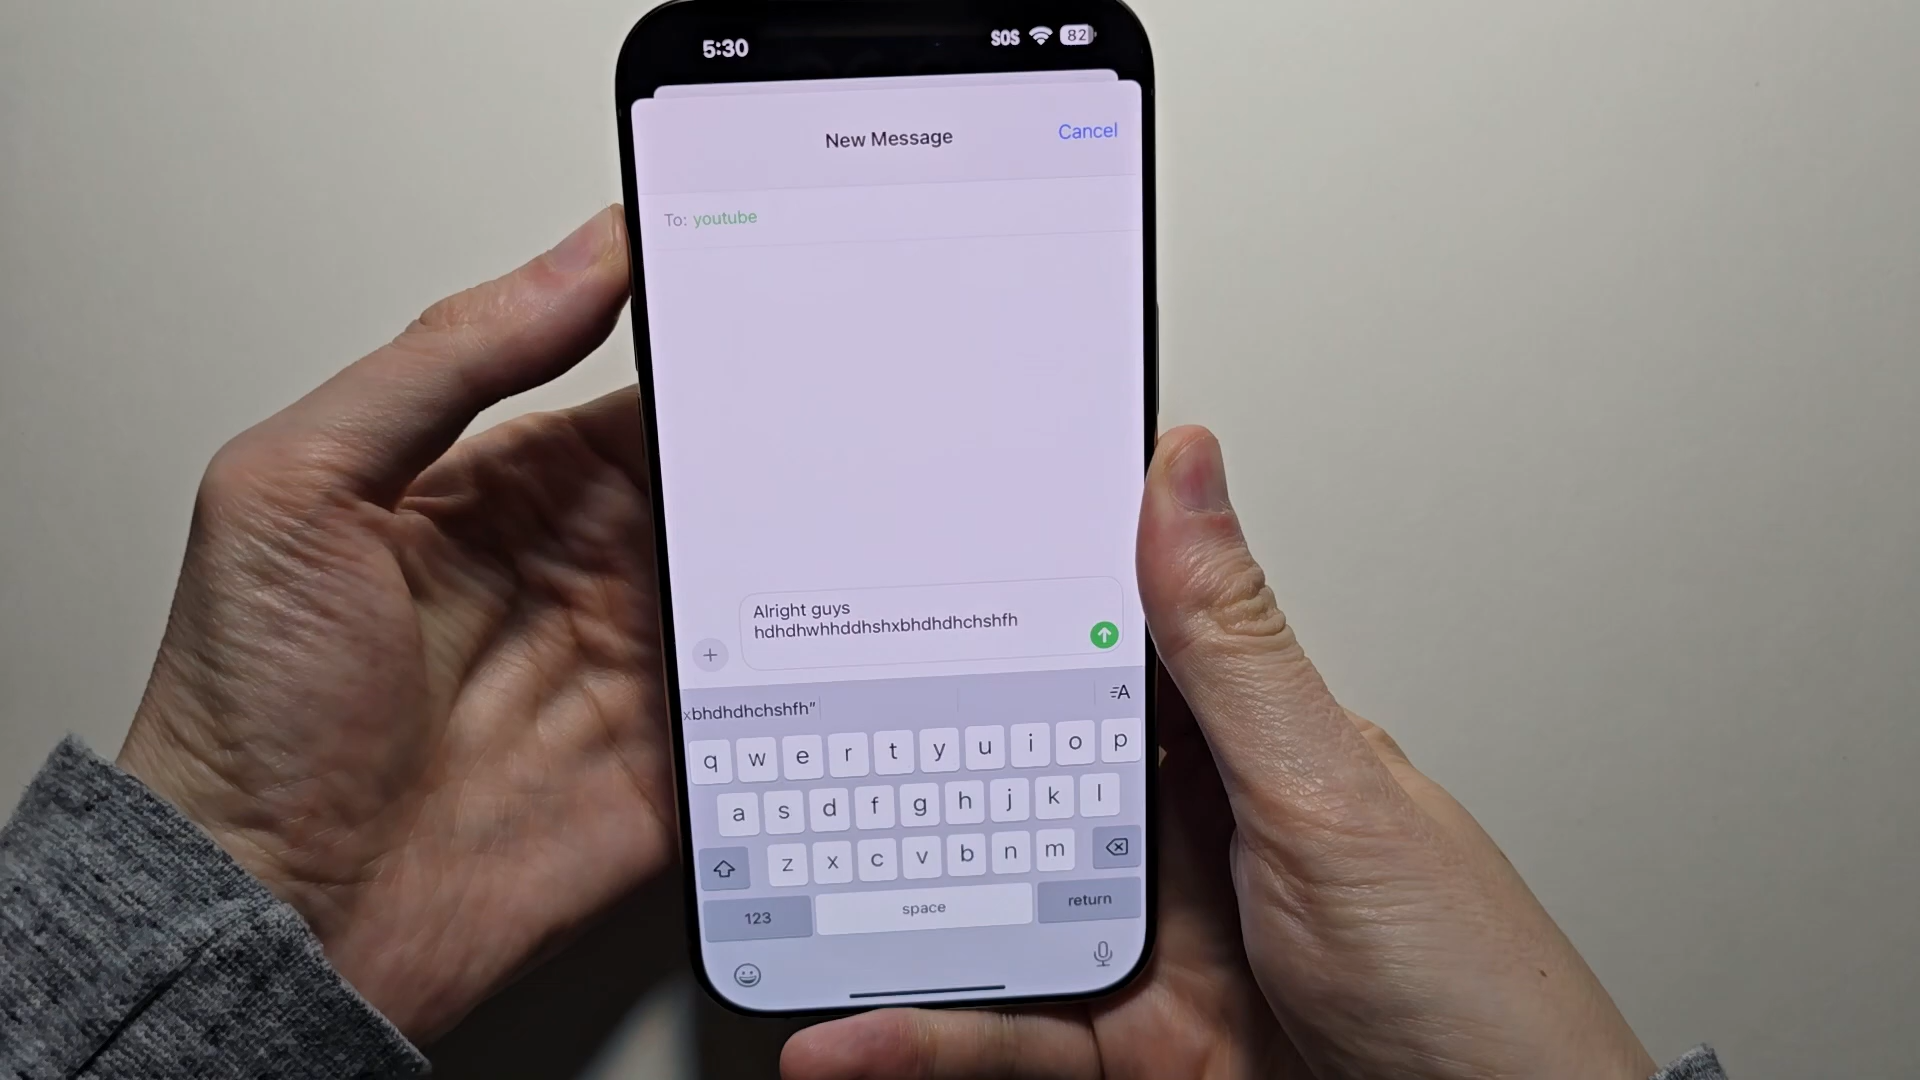 5:30 SOS 82
New Message Cancel
To: youtube
Alright guys
hdhdhwhhddhshxbhdhdhchshfh
+
xbhdhdhchshfh" A
q w e r t y u i o p
a s d f g h j k l
z x c v b n m
123 space return